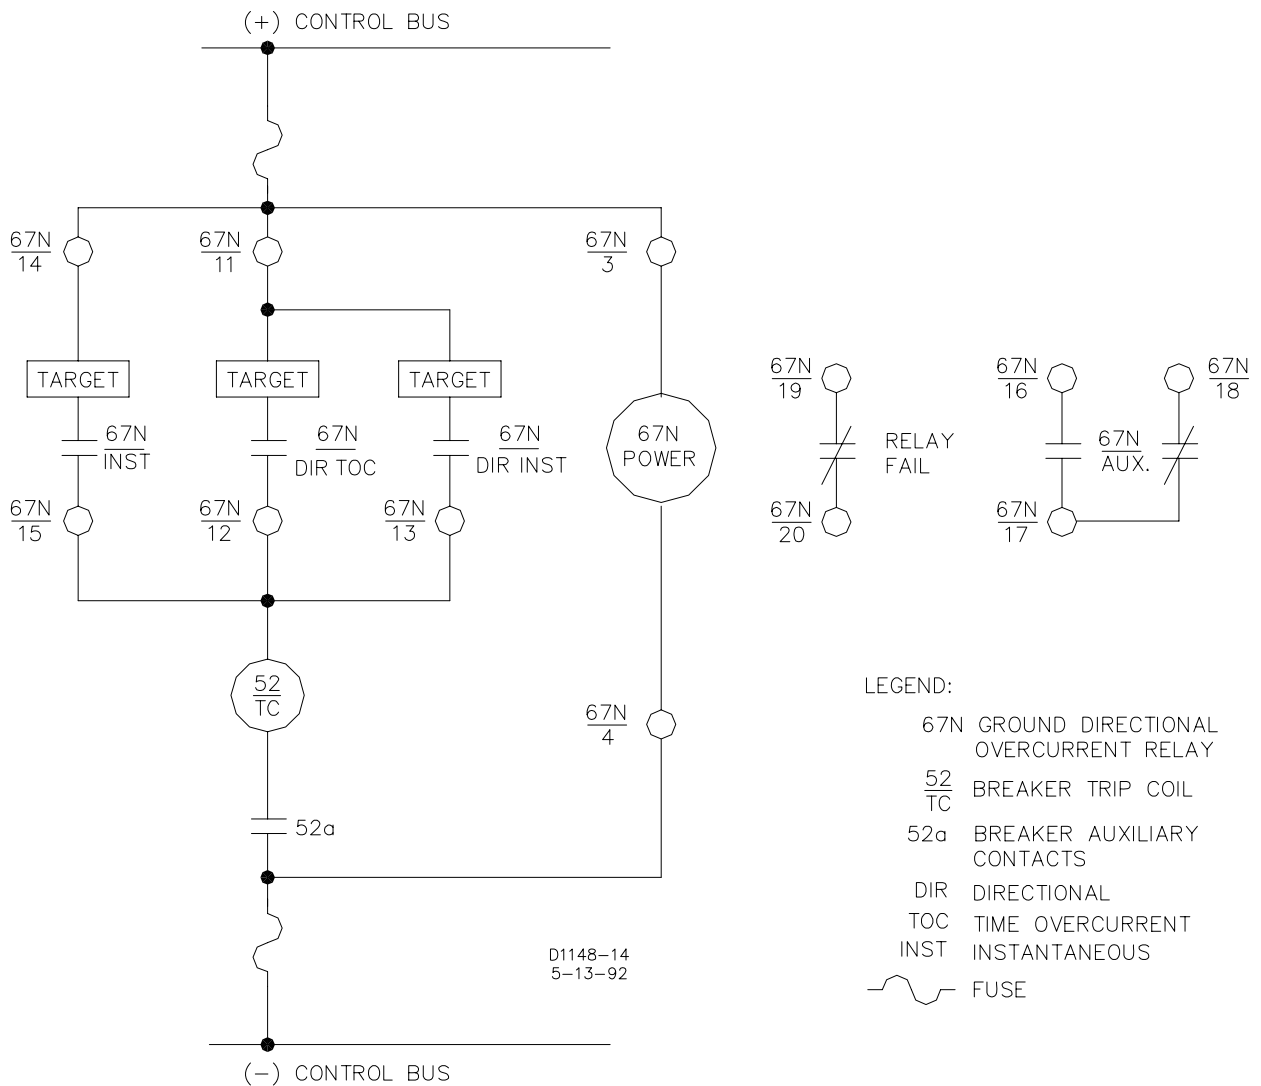 (+) CONTROL BUS
67N
14
67N
11
67N
3
TARGET
TARGET
TARGET
67N
INST
67N
DIR TOC
67N
DIR INST
67N
POWER
67N
15
67N
12
67N
13
67N
19
RELAY
FAIL
67N
20
67N
16
67N
18
67N
AUX.
67N
17
52
TC
67N
4
52a
(-) CONTROL BUS
D1148-14
5-13-92
LEGEND:
67N GROUND DIRECTIONAL
OVERCURRENT RELAY
52
TC BREAKER TRIP COIL
52a BREAKER AUXILIARY
CONTACTS
DIR DIRECTIONAL
TOC TIME OVERCURRENT
INST INSTANTANEOUS
FUSE